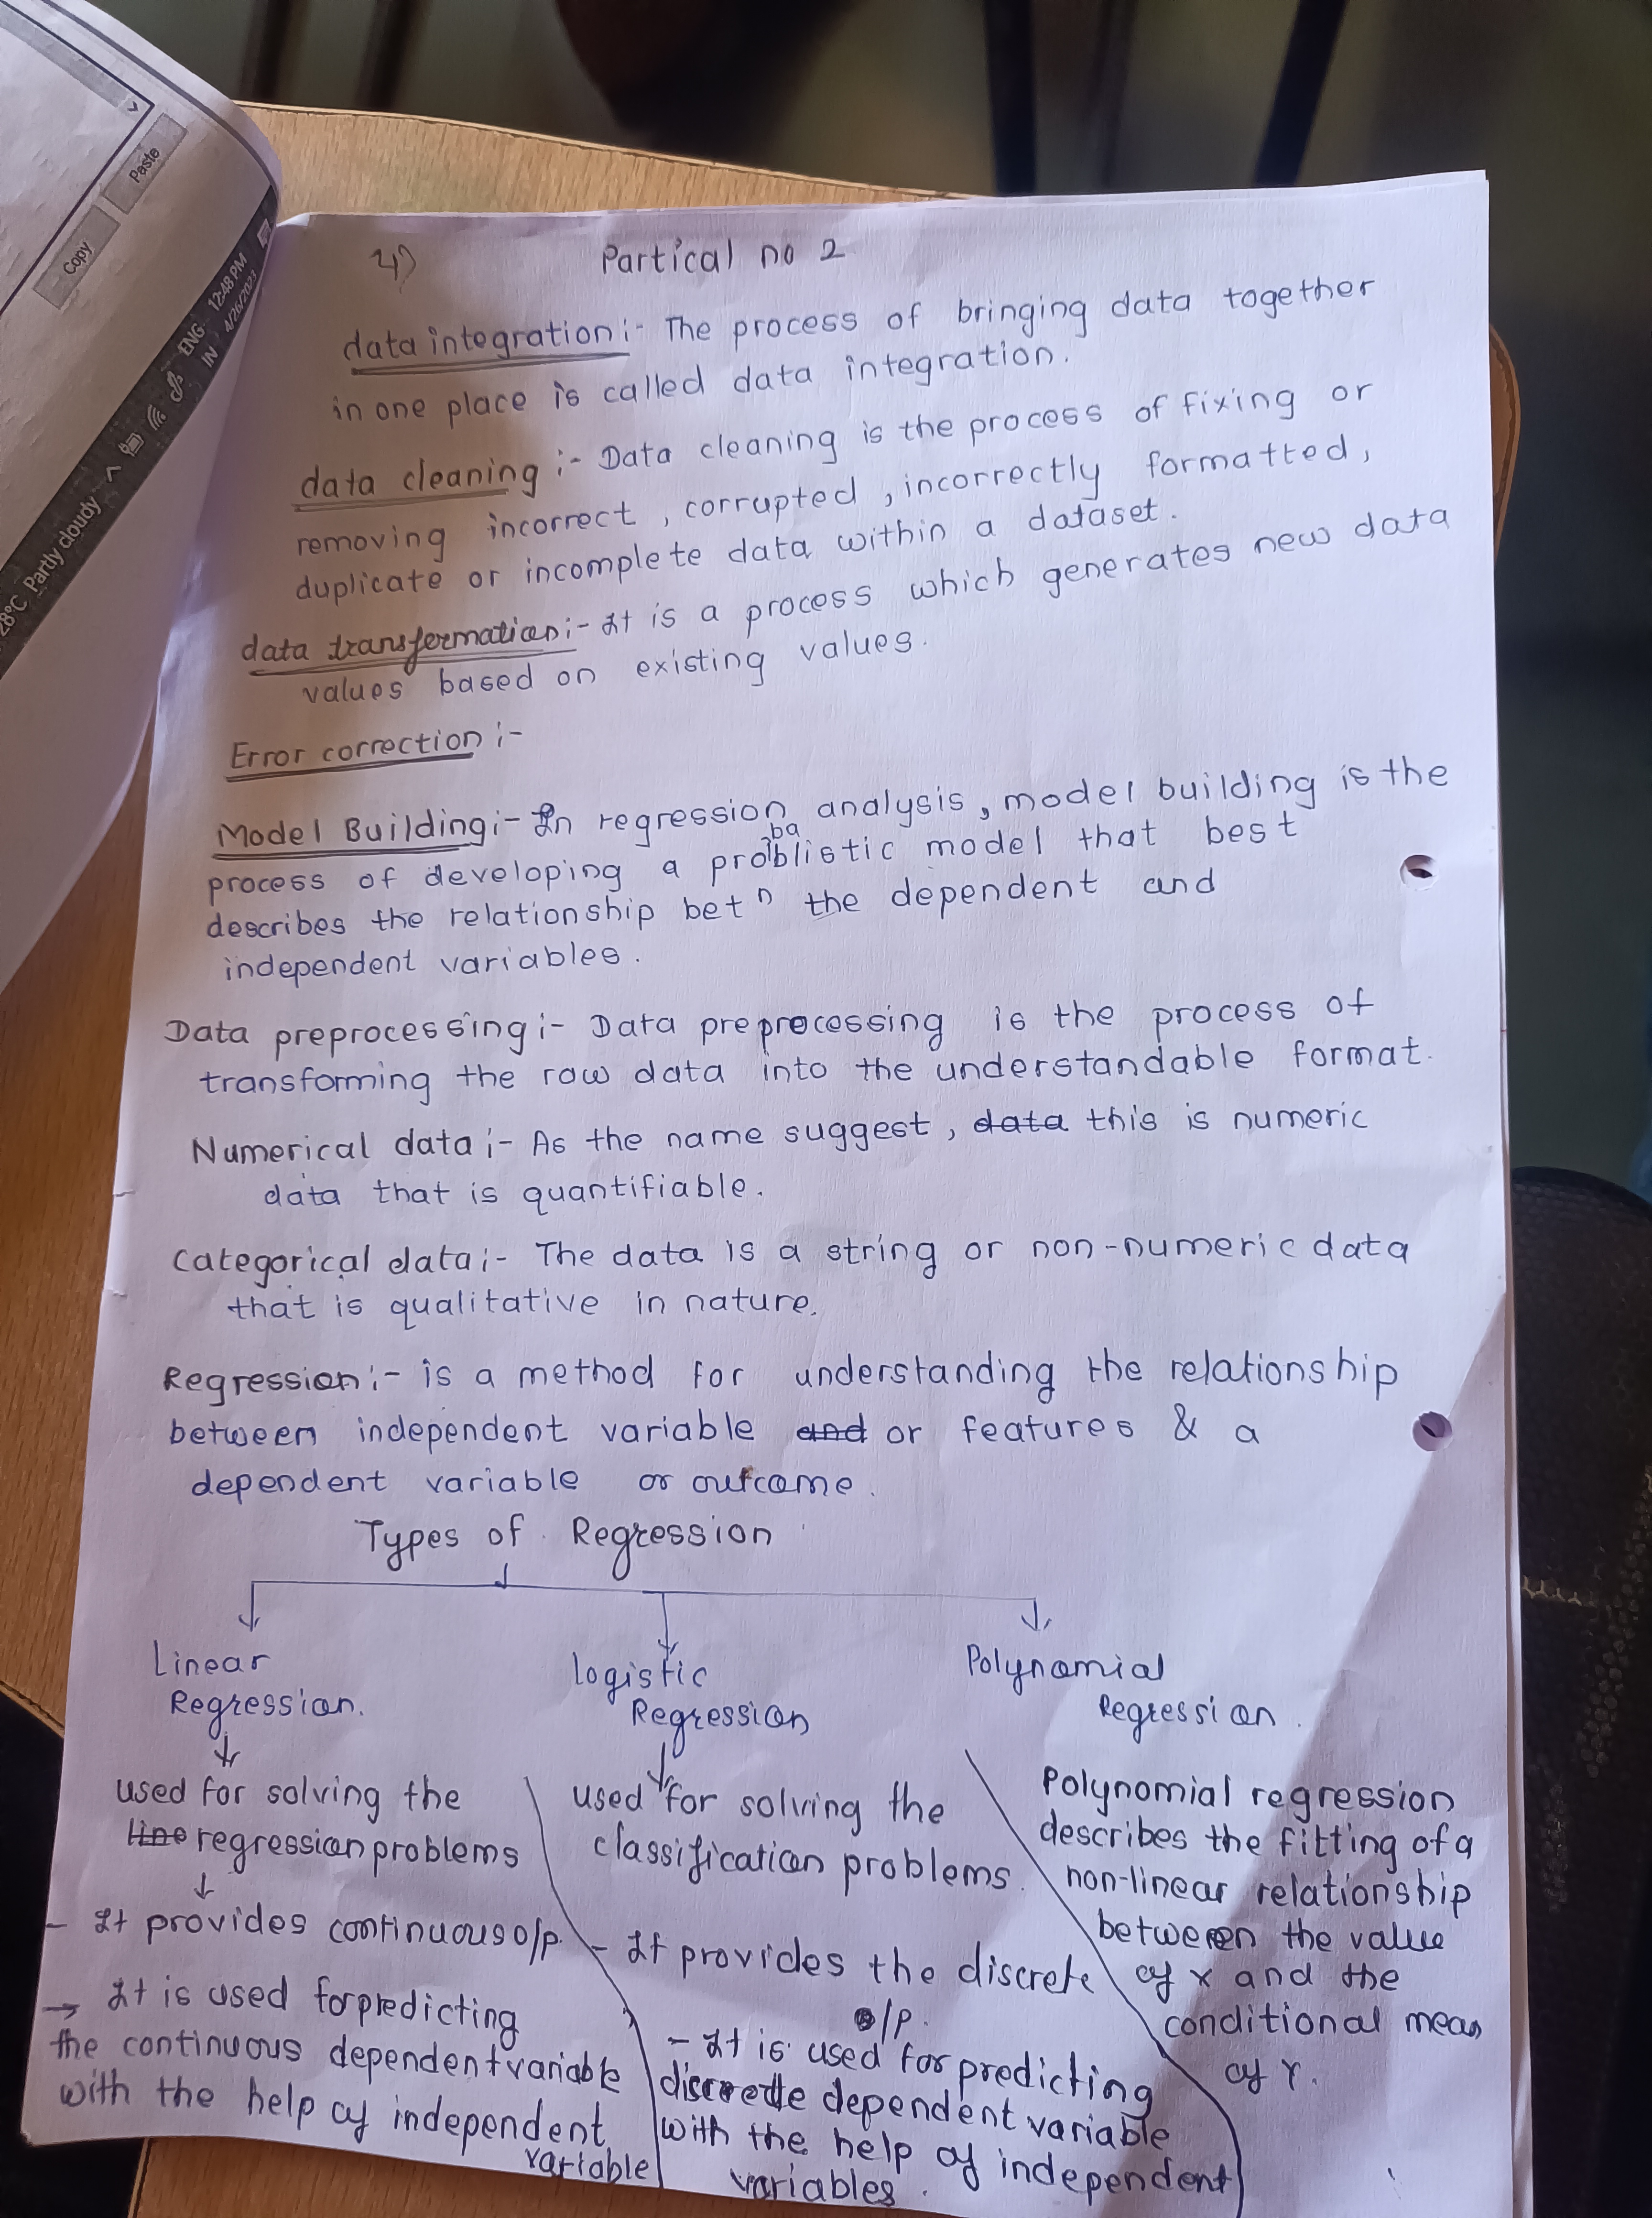 Copy
Paste
28°C Partly cloudy ^ ENG 12:48 PM
IN 4/26/2023
Partical no 2
data integration :- The process of bringing data together
in one place is called data integration.
data cleaning :- Data cleaning is the process of fixing or
removing incorrect, corrupted, incorrectly formatted,
duplicate or incomplete data within a dataset.
data transformation :- It is a process which generates new data
values based on existing values.
Error correction :-
Model Building :- In regression analysis, model building is the
process of developing a probablistic model that best
describes the relationship betn the dependent and
independent variables.
Data preprocessing :- Data preprocessing is the process of
transforming the raw data into the understandable format.
Numerical data :- As the name suggest, data this is numeric
data that is quantifiable.
Categorical data :- The data is a string or non-numeric data
that is qualitative in nature.
Regression :- is a method for understanding the relationship
between independent variable and or features & a
dependent variable or outcome.
Types of Regression
Linear
Regression.
Logistic
Regression
Polynomial
Regression.
used for solving the
line regression problems
- It provides continuous o/p.
→ It is used for predicting
the continuous dependent variable
with the help of independent
variable
used for solving the
classification problems.
- It provides the discrete
o/p.
- It is used for predicting
discrete dependent variable
with the help of independent
variables.
Polynomial regression
describes the fitting of a
non-linear relationship
between the value
of x and the
conditional mean
of Y.